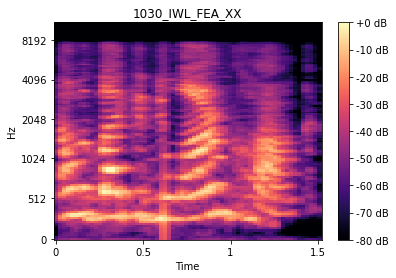 1030_IWL_FEA_XX
+0 dB
8192
-10 dB
4096
-20 dB
-30 dB
2048
-40 dB
Hz
1024
-50 dB
512
-60 dB
-70 dB
0
-80 dB
0
0.5
1
1.5
Time